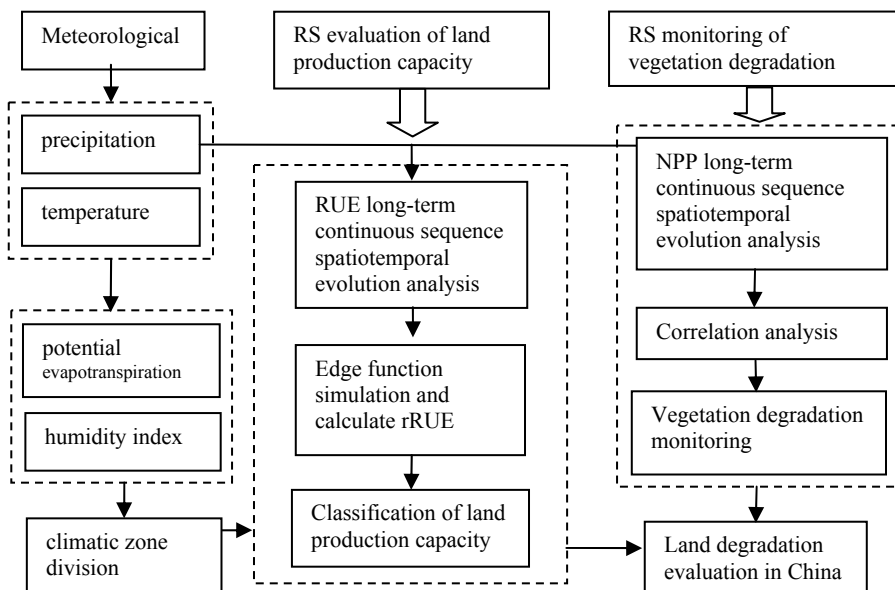 Meteorological
precipitation
temperature
potential
evapotranspiration
humidity index
climatic zone
division
RS evaluation of land
production capacity
RUE long-term
continuous sequence
spatiotemporal
evolution analysis
Edge function
simulation and
calculate rRUE
Classification of land
production capacity
RS monitoring of
vegetation degradation
NPP long-term
continuous sequence
spatiotemporal
evolution analysis
Correlation analysis
Vegetation degradation
monitoring
Land degradation
evaluation in China